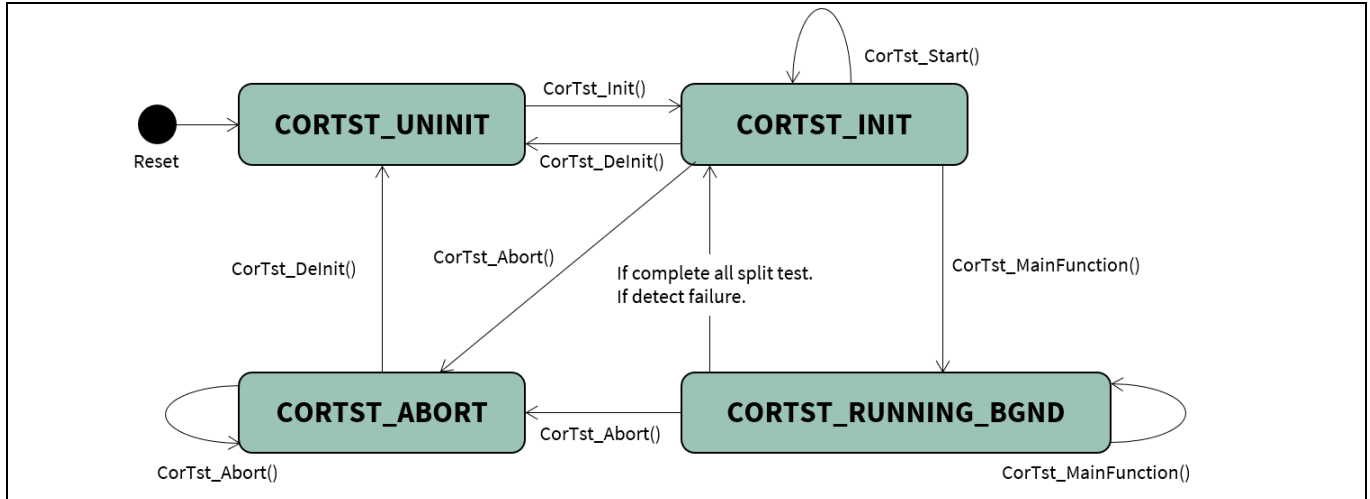 CorTst_Start()
CorTst_Init()
CORTST_UNINIT
CORTST_INIT
Reset
CorTst_DeInit()
CorTst_Abort()
CorTst_DeInit()
If complete all split test.
If detect failure.
CorTst_MainFunction()
CORTST_ABORT
CORTST_RUNNING_BGND
CorTst_Abort()
CorTst_Abort()
CorTst_MainFunction()